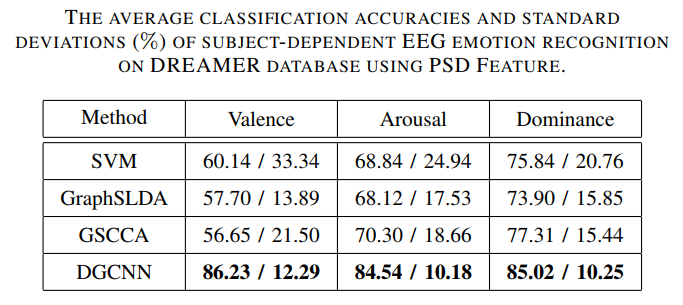 THE AVERAGE CLASSIFICATION ACCURACIES AND STANDARD
DEVIATIONS (%) OF SUBJECT-DEPENDENT EEG EMOTION RECOGNITION
ON DREAMER DATABASE USING PSD FEATURE.
Method Valence Arousal Dominance
SVM 60.14 / 33.34 68.84 / 24.94 75.84 / 20.76
GraphSLDA 57.70 / 13.89 68.12 / 17.53 73.90 / 15.85
GSCCA 56.65 / 21.50 70.30 / 18.66 77.31 / 15.44
DGCNN 86.23 / 12.29 84.54 / 10.18 85.02 / 10.25